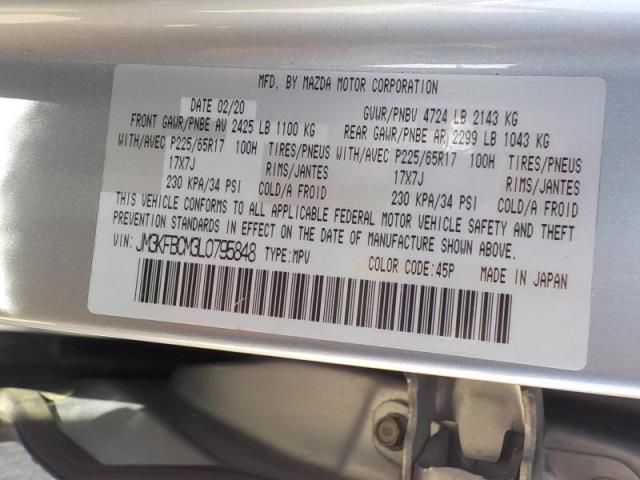 MFD. BY MAZDA MOTOR CORPORATION
DATE 02/20 GVWR/PNBV 4724 LB 2143 KG
FRONT GAWR/PNBE AV 2425 LB 1100 KG REAR GAWR/PNBE AR 2299 LB 1043 KG
WITH/AVEC P225/65R17 100H TIRES/PNEUS WITH/AVEC P225/65R17 100H TIRES/PNEUS
17X7J RIMS/JANTES 17X7J RIMS/JANTES
230 KPA/34 PSI COLD/A FROID 230 KPA/34 PSI COLD/A FROID
THIS VEHICLE CONFORMS TO ALL APPLICABLE FEDERAL MOTOR VEHICLE SAFETY AND THEFT
PREVENTION STANDARDS IN EFFECT ON THE DATE OF MANUFACTURE SHOWN ABOVE.
VIN: JM3KFBCM3L0795848 TYPE: MPV COLOR CODE: 45P MADE IN JAPAN